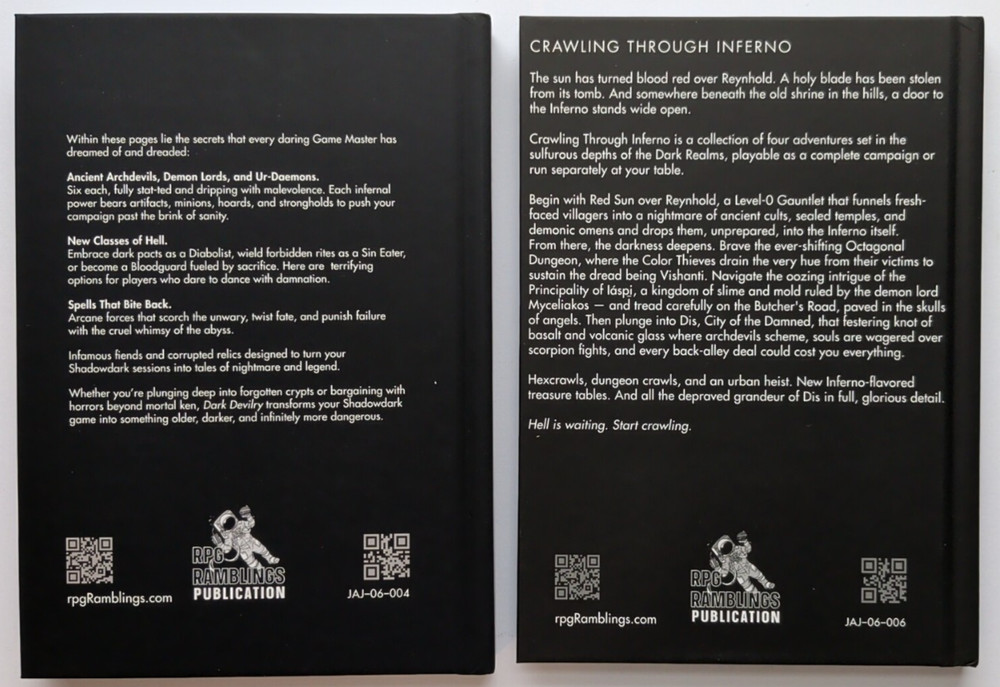 Within these pages lie the secrets that every daring Game Master has
dreamed of and dreaded:
Ancient Archdevils, Demon Lords, and Ur-Daemons.
Six each, fully stat-ted and dripping with malevolence. Each infernal
power bears artifacts, minions, hoards, and strongholds to push your
campaign past the brink of sanity.
New Classes of Hell.
Embrace dark pacts as a Diabolist, wield forbidden rites as a Sin Eater,
or become a Bloodguard fueled by sacrifice. Here are terrifying
options for players who dare to dance with damnation.
Spells That Bite Back.
Arcane forces that scorch the unwary, twist fate, and punish failure
with the cruel whimsy of the abyss.
Infamous fiends and corrupted relics designed to turn your
Shadowdark sessions into tales of nightmare and legend.
Whether you're plunging deep into forgotten crypts or bargaining with
horrors beyond mortal ken, Dark Devilry transforms your Shadowdark
game into something older, darker, and infinitely more dangerous.
rpgRamblings.com
RPG
RAMBLINGS
PUBLICATION
JAJ-06-004
CRAWLING THROUGH INFERNO
The sun has turned blood red over Reynhold. A holy blade has been stolen
from its tomb. And somewhere beneath the old shrine in the hills, a door to
the Inferno stands wide open.
Crawling Through Inferno is a collection of four adventures set in the
sulfurous depths of the Dark Realms, playable as a complete campaign or
run separately at your table.
Begin with Red Sun over Reynhold, a Level-0 Gauntlet that funnels fresh-
faced villagers into a nightmare of ancient cults, sealed temples, and
demonic omens and drops them, unprepared, into the Inferno itself.
From there, the darkness deepens. Brave the ever-shifting Octagonal
Dungeon, where the Color Thieves drain the very hue from their victims to
sustain the dread being Vishanti. Navigate the oozing intrigue of the
Principality of Iáspi, a kingdom of slime and mold ruled by the demon lord
Myceliakos — and tread carefully on the Butcher's Road, paved in the skulls
of angels. Then plunge into Dis, City of the Damned, that festering knot of
basalt and volcanic glass where archdevils scheme, souls are wagered over
scorpion fights, and every back-alley deal could cost you everything.
Hexcrawls, dungeon crawls, and an urban heist. New Inferno-flavored
treasure tables. And all the depraved grandeur of Dis in full, glorious detail.
Hell is waiting. Start crawling.
rpgRamblings.com
RPG
RAMBLINGS
PUBLICATION
JAJ-06-006